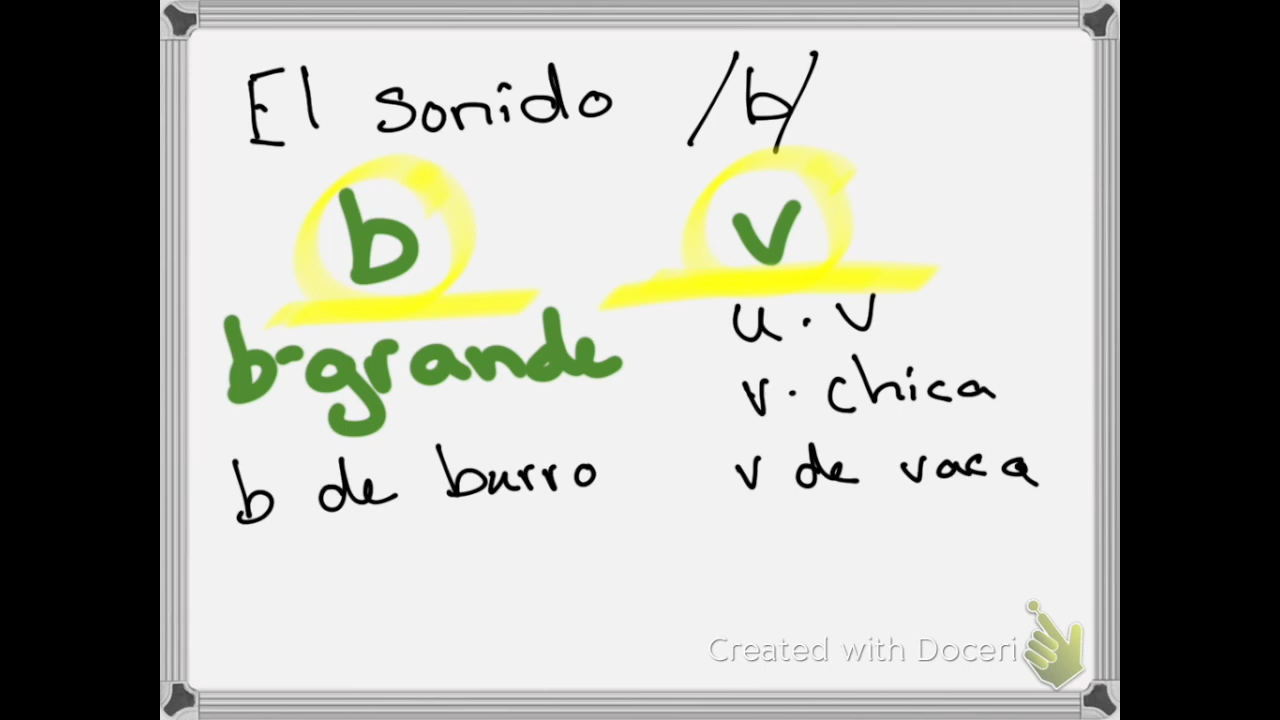 El sonido /b/
b
v
b-grande
u · v
v · chica
b de burro
v de vaca
Created with Doceri